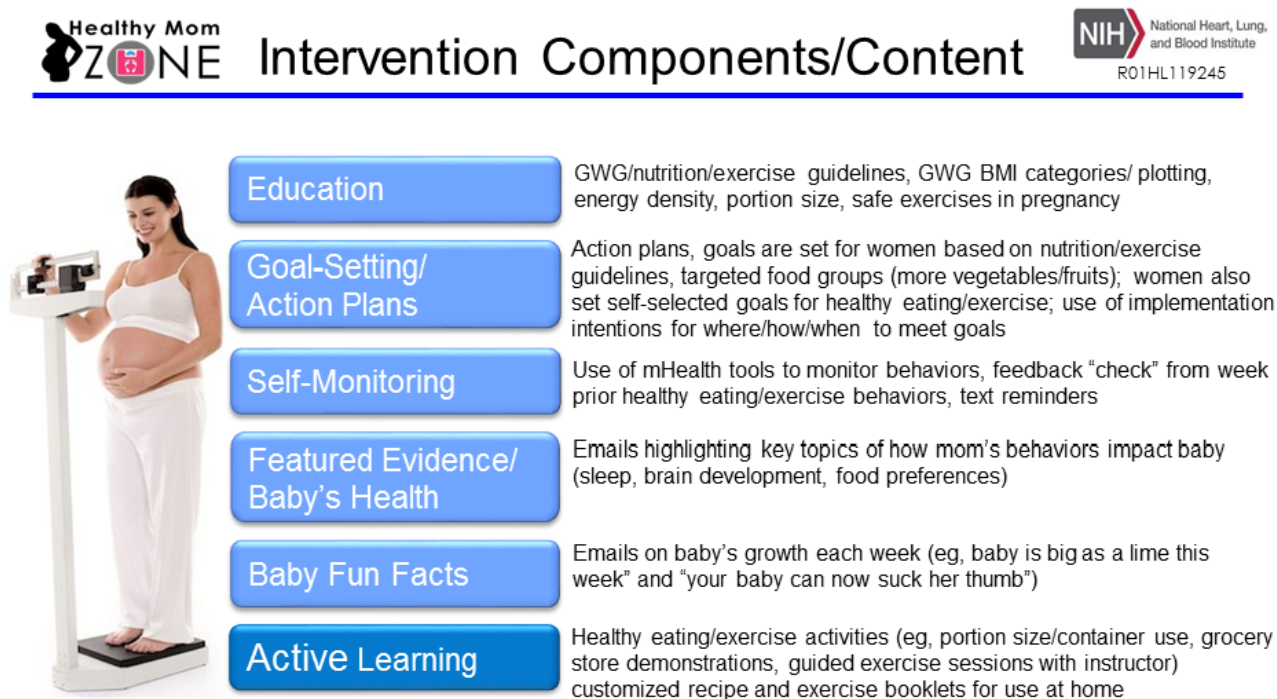 Healthy Mom
ZONE
Intervention Components/Content
NIH
National Heart, Lung,
and Blood Institute
R01HL119245
Education
GWG/nutrition/exercise guidelines, GWG BMI categories/ plotting,
energy density, portion size, safe exercises in pregnancy
Goal-Setting/
Action Plans
Action plans, goals are set for women based on nutrition/exercise
guidelines, targeted food groups (more vegetables/fruits); women also
set self-selected goals for healthy eating/exercise; use of implementation
intentions for where/how/when to meet goals
Self-Monitoring
Use of mHealth tools to monitor behaviors, feedback “check” from week
prior healthy eating/exercise behaviors, text reminders
Featured Evidence/
Baby’s Health
Emails highlighting key topics of how mom’s behaviors impact baby
(sleep, brain development, food preferences)
Baby Fun Facts
Emails on baby’s growth each week (eg, baby is big as a lime this
week” and “your baby can now suck her thumb”)
Active Learning
Healthy eating/exercise activities (eg, portion size/container use, grocery
store demonstrations, guided exercise sessions with instructor)
customized recipe and exercise booklets for use at home